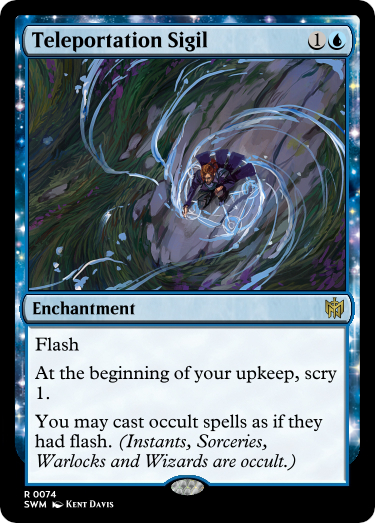 Teleportation Sigil 1
Enchantment
Flash
At the beginning of your upkeep, scry
1.
You may cast occult spells as if they
had flash. (Instants, Sorceries,
Warlocks and Wizards are occult.)
R 0074
SWM Kent Davis